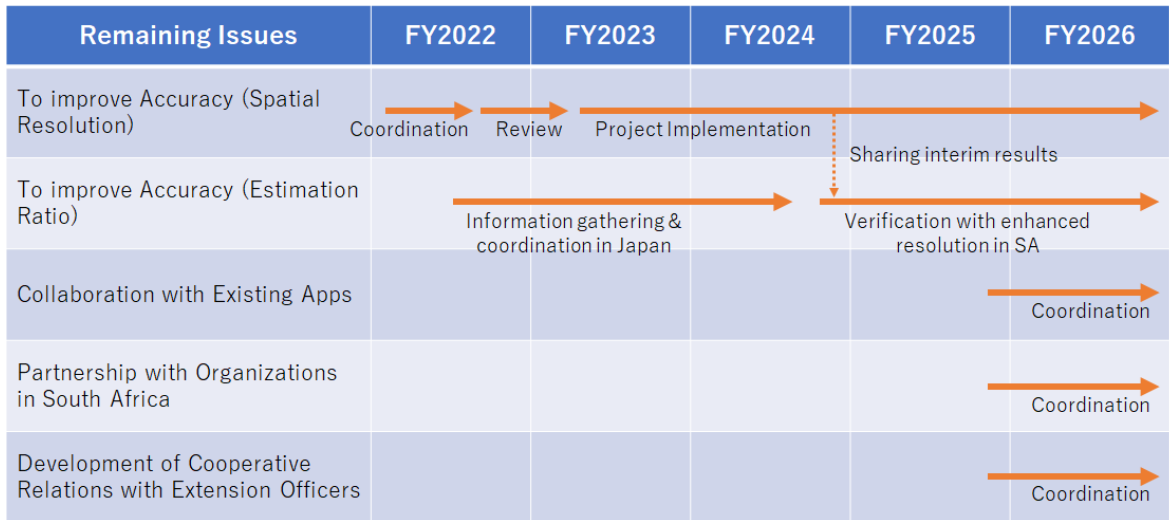 Remaining Issues FY2022 FY2023 FY2024 FY2025 FY2026
To improve Accuracy (Spatial
Resolution)
Coordination Review Project Implementation
Sharing interim results
To improve Accuracy (Estimation
Ratio)
Information gathering &
coordination in Japan
Verification with enhanced
resolution in SA
Collaboration with Existing Apps
Coordination
Partnership with Organizations
in South Africa
Coordination
Development of Cooperative
Relations with Extension Officers
Coordination